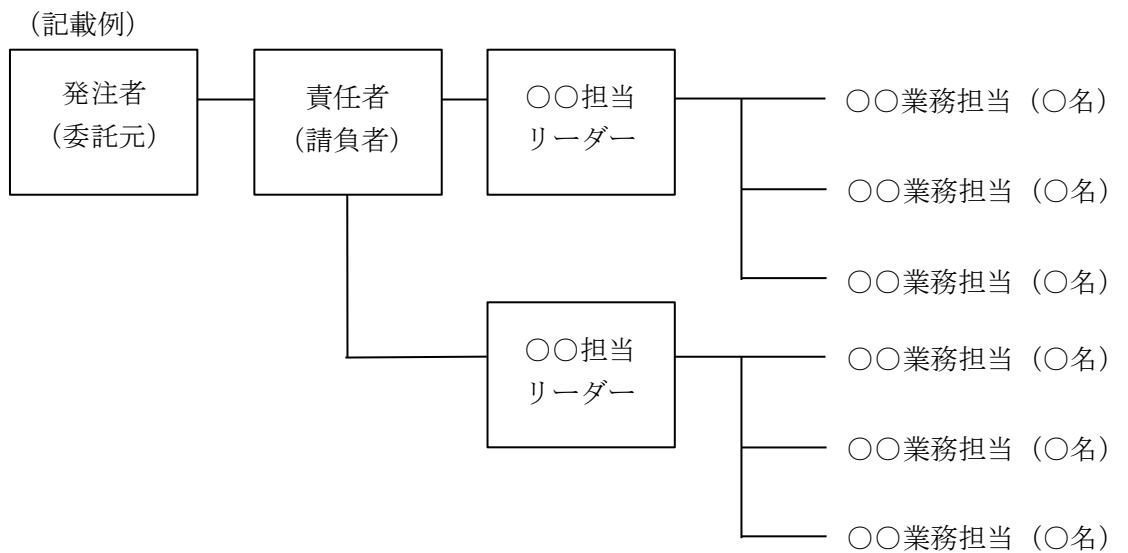 （記載例）
発注者
（委託元）
責任者
（請負者）
○○担当
リーダー
○○業務担当（○名）
○○業務担当（○名）
○○業務担当（○名）
○○担当
リーダー
○○業務担当（○名）
○○業務担当（○名）
○○業務担当（○名）